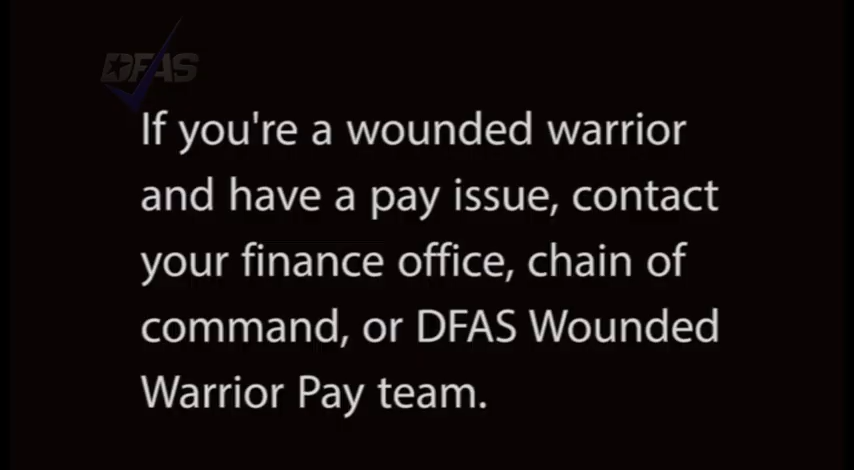 DFAS
If you're a wounded warrior
and have a pay issue, contact
your finance office, chain of
command, or DFAS Wounded
Warrior Pay team.